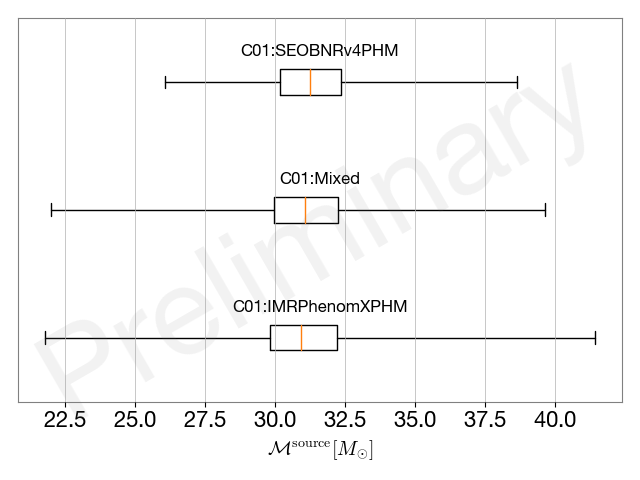 C01:SEOBNRv4PHM
C01:Mixed
C01:IMRPhenomXPHM
Preliminary
22.5 25.0 27.5 30.0 32.5 35.0 37.5 40.0
ℳ^source [M_⊙]